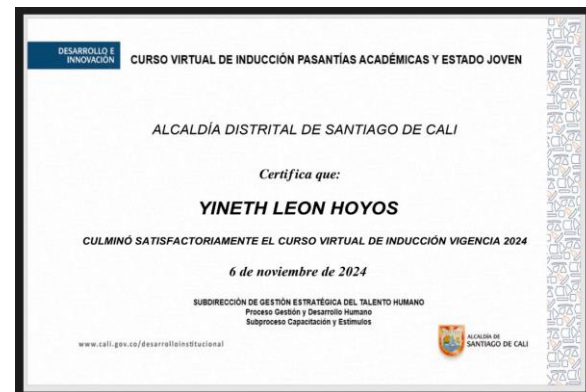 DESARROLLO E
INNOVACIÓN
CURSO VIRTUAL DE INDUCCIÓN PASANTÍAS ACADÉMICAS Y ESTADO JOVEN
ALCALDÍA DISTRITAL DE SANTIAGO DE CALI
Certifica que:
YINETH LEON HOYOS
CULMINÓ SATISFACTORIAMENTE EL CURSO VIRTUAL DE INDUCCIÓN VIGENCIA 2024
6 de noviembre de 2024
SUBDIRECCIÓN DE GESTIÓN ESTRATÉGICA DEL TALENTO HUMANO
Proceso Gestión y Desarrollo Humano
Subproceso Capacitación y Estímulos
www.cali.gov.co/desarrolloinstitucional
ALCALDÍA DE
SANTIAGO DE CALI